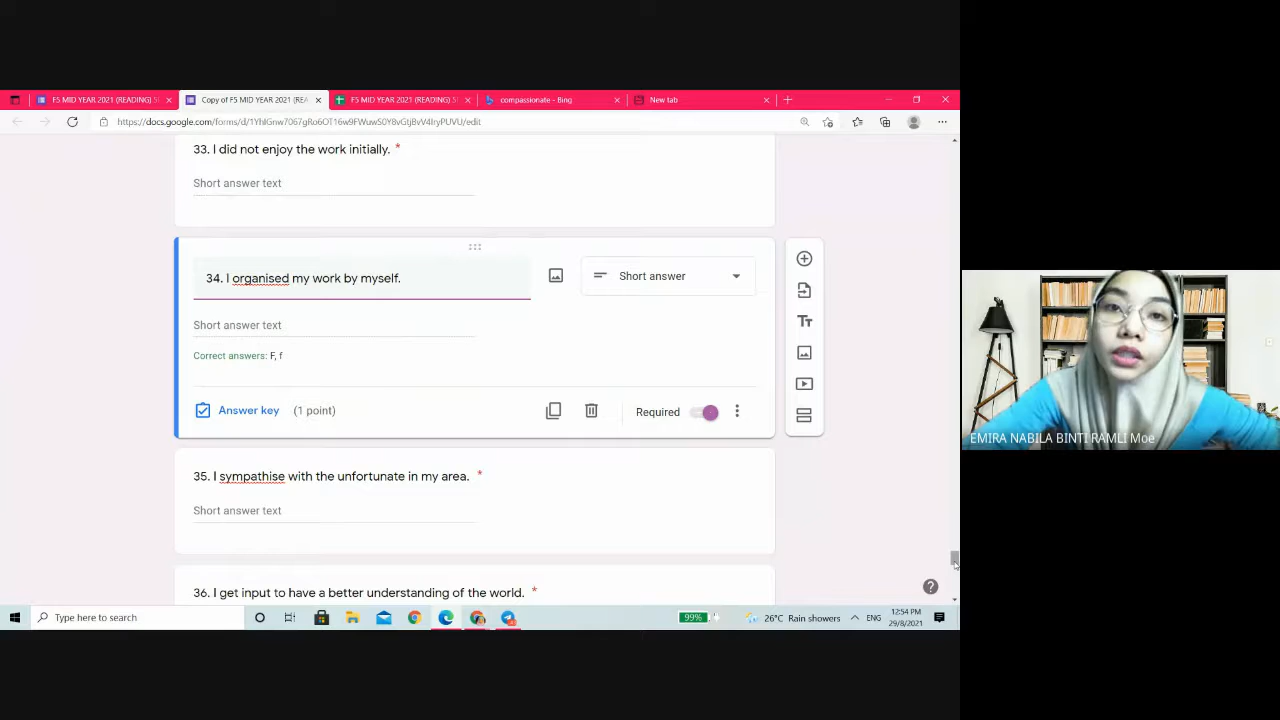 F5 MID YEAR 2021 (READING) S
Copy of F5 MID YEAR 2021 (REA
F5 MID YEAR 2021 (READING) S
compassionate - Bing
New tab
33. I did not enjoy the work initially. *
Short answer text
34. I organised my work by myself.
Short answer
Short answer text
Correct answers: F, f
Answer key (1 point)
Required
35. I sympathise with the unfortunate in my area. *
Short answer text
36. I get input to have a better understanding of the world. *
EMIRA NABILA BINTI RAMLI Moe
Type here to search
99%
26°C Rain showers
ENG
12:54 PM
29/8/2021